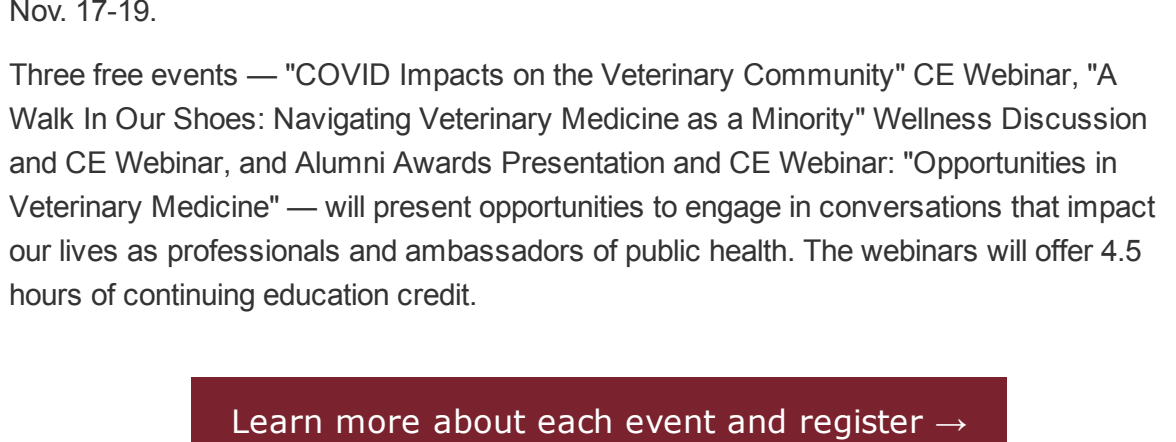 Nov. 17-19.
Three free events — "COVID Impacts on the Veterinary Community" CE Webinar, "A
Walk In Our Shoes: Navigating Veterinary Medicine as a Minority" Wellness Discussion
and CE Webinar, and Alumni Awards Presentation and CE Webinar: "Opportunities in
Veterinary Medicine" — will present opportunities to engage in conversations that impact
our lives as professionals and ambassadors of public health. The webinars will offer 4.5
hours of continuing education credit.
Learn more about each event and register →